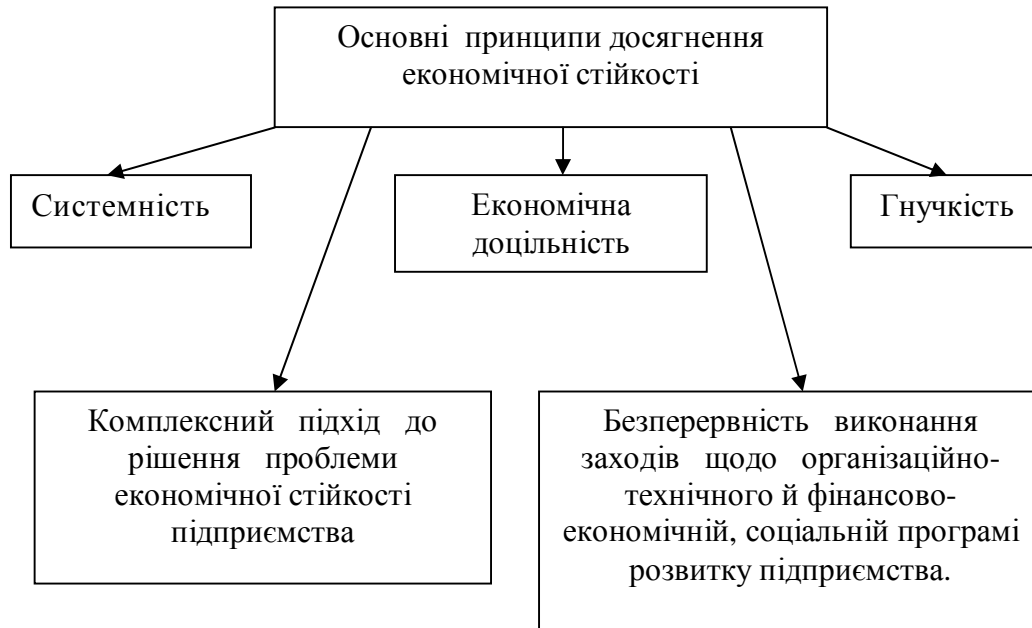 Основні принципи досягнення
економічної стійкості
Системність
Економічна
доцільність
Гнучкість
Комплексний підхід до
рішення проблеми
економічної стійкості
підприємства
Безперервність виконання
заходів щодо організаційно-
технічного й фінансово-
економічній, соціальній програмі
розвитку підприємства.